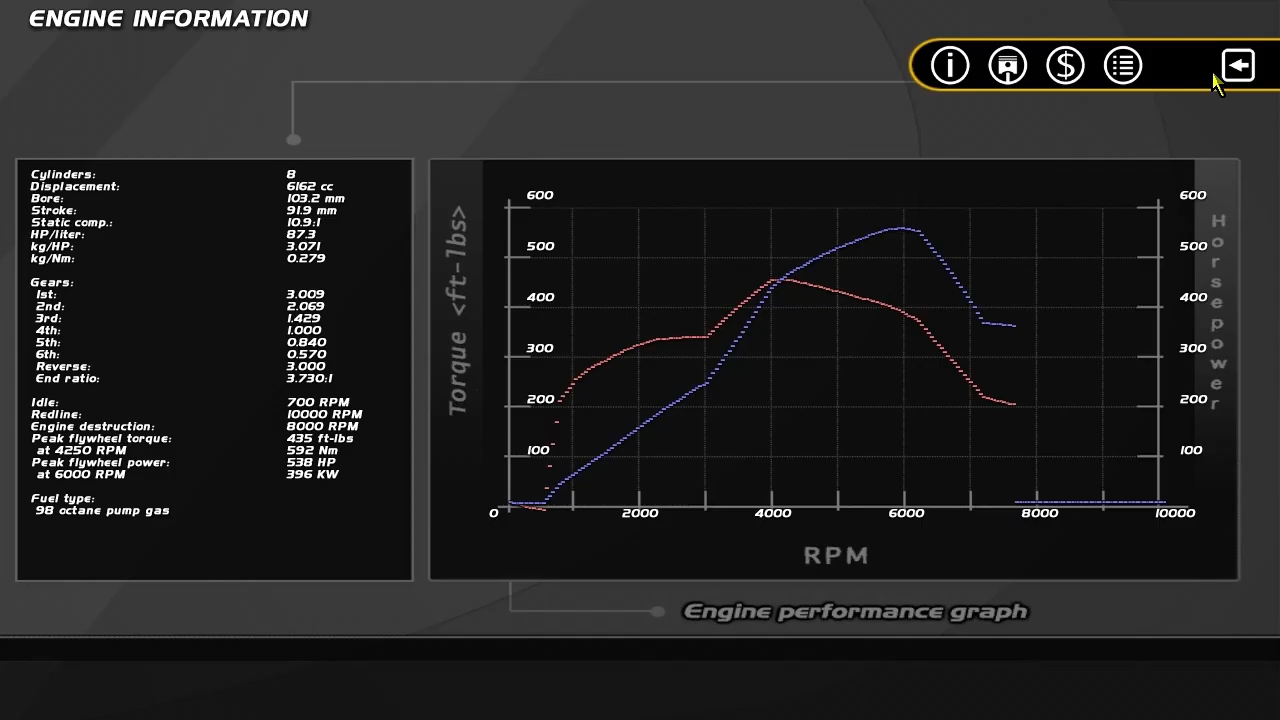 ENGINE INFORMATION
Cylinders: 8
Displacement: 6162 cc
Bore: 103.2 mm
Stroke: 91.9 mm
Static comp.: 10.9:1
HP/liter: 87.3
kg/HP: 3.071
kg/Nm: 0.279
Gears:
1st: 3.009
2nd: 2.069
3rd: 1.429
4th: 1.000
5th: 0.840
6th: 0.570
Reverse: 3.000
End ratio: 3.730:1
Idle: 700 RPM
Redline: 10000 RPM
Engine destruction: 8000 RPM
Peak flywheel torque: 435 ft-lbs
at 4250 RPM 592 Nm
Peak flywheel power: 538 HP
at 6000 RPM 396 KW
Fuel type:
98 octane pump gas
Torque <ft-lbs>
600 600
500 500
400 400
300 300
200 200
100 100
0 2000 4000 6000 8000 10000
Horsepower
RPM
Engine performance graph